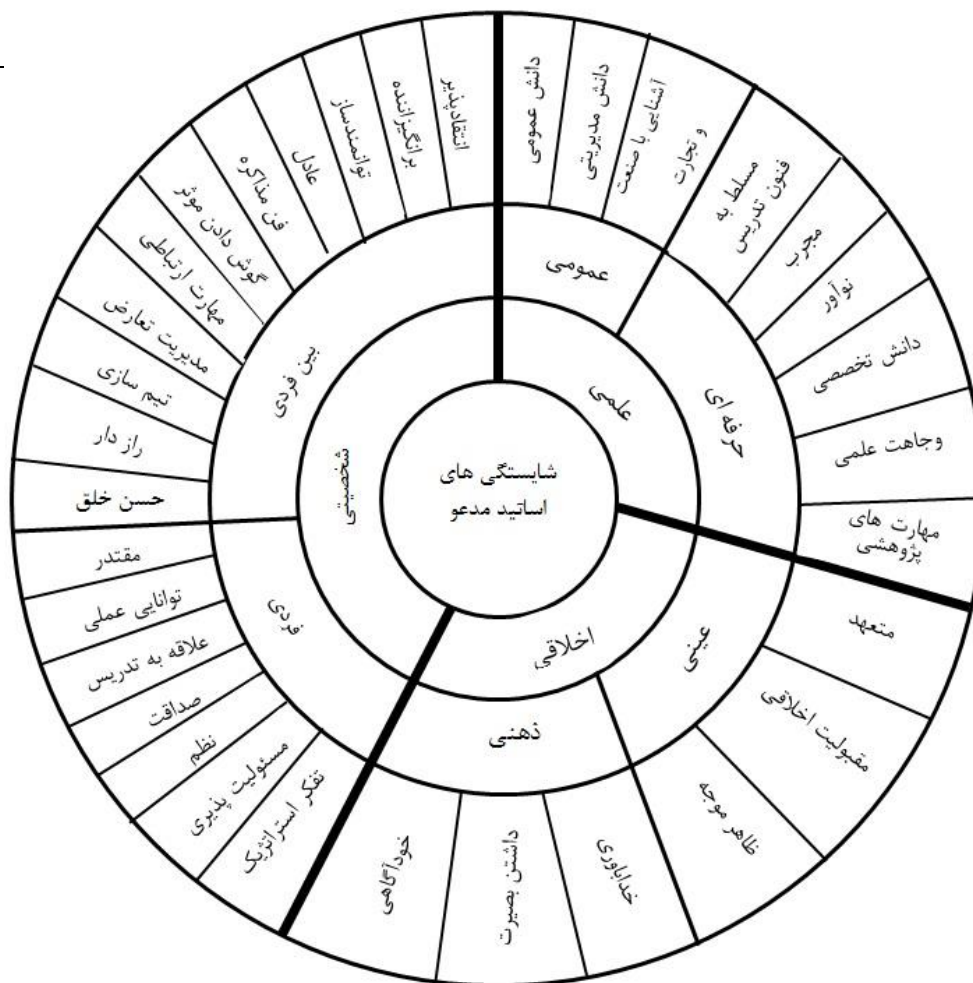 شایستگی های
اساتید مدعو
علمی
عمومی
دانش عمومی
دانش مدیریتی
آشنایی با صنعت
و تجارت
حرفه ای
مسلط به
فنون تدریس
مجرب
نوآور
دانش تخصصی
وجاهت علمی
مهارت های
پژوهشی
اخلاقی
عینی
متعهد
مقبولیت اخلاقی
ظاهر موجه
ذهنی
خداباوری
داشتن بصیرت
خودآگاهی
شخصیتی
فردی
تفکر استراتژیک
مسئولیت پذیری
نظم
صداقت
علاقه به تدریس
توانایی عملی
مقتدر
بین فردی
حسن خلق
راز دار
تیم سازی
مدیریت تعارض
مهارت ارتباطی
گوش دادن موثر
فن مذاکره
عادل
توانمندساز
برانگیزاننده
انتقادپذیر